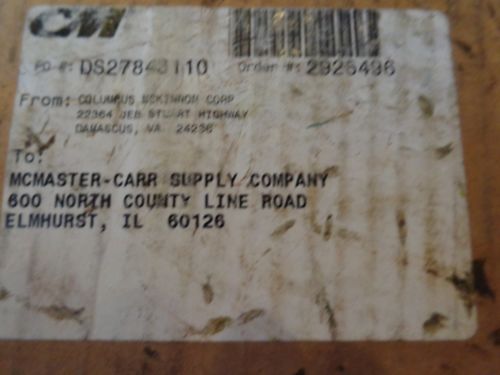 CM
PO #: DS27843110 Order #: 2926496
From: COLUMBUS MCKINNON CORP
22364 JEB STUART HIGHWAY
DAMASCUS, VA. 24236
To:
MCMASTER-CARR SUPPLY COMPANY
600 NORTH COUNTY LINE ROAD
ELMHURST, IL 60126